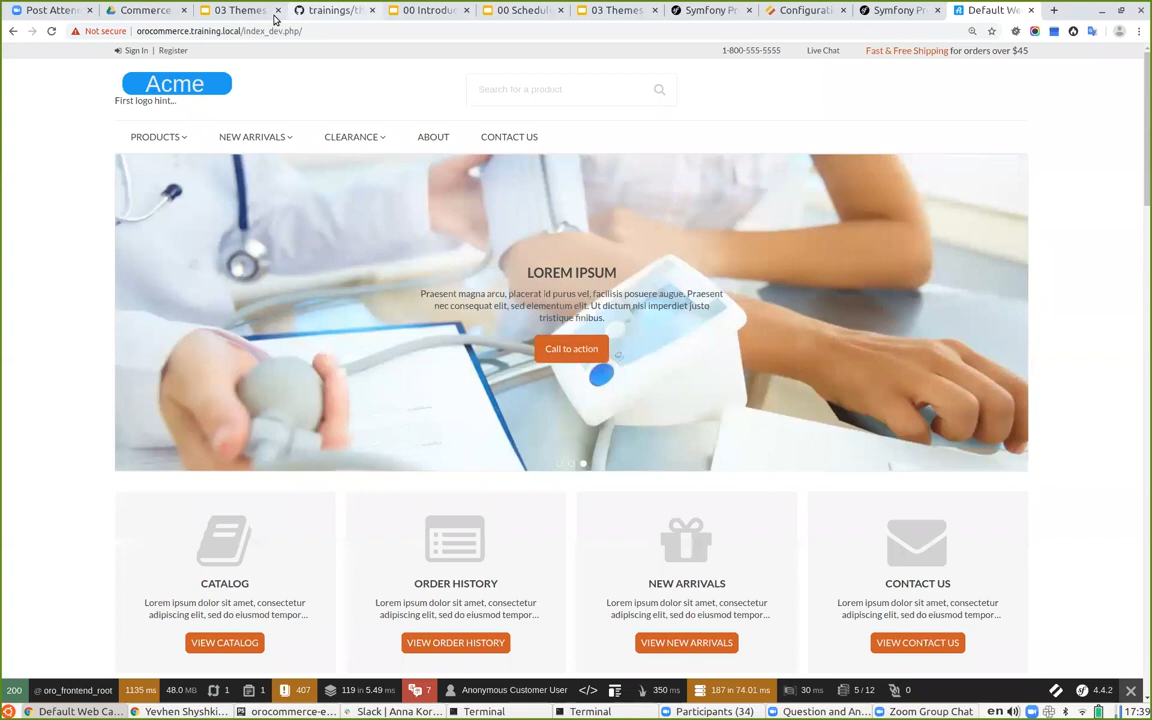 Post Atten
Commerce
03 Themes
trainings/th
00 Introduc
00 Schedul
03 Themes
Symfony Pr
Configurati
Symfony Pr
Default We
Not secure
orocommerce.training.local/index_dev.php/
Sign In | Register
1-800-555-5555
Live Chat
Fast & Free Shipping for orders over $45
Acme
First logo hint...
Search for a product
PRODUCTS
NEW ARRIVALS
CLEARANCE
ABOUT
CONTACT US
LOREM IPSUM
Praesent magna arcu, placerat id purus vel, facilisis posuere augue. Praesent
nec consequat elit, sed elementum elit. Ut dictum nisi imperdiet justo
tristique finibus.
Call to action
CATALOG
Lorem ipsum dolor sit amet, consectetur
adipiscing elit, sed do eiusmod tempor...
VIEW CATALOG
ORDER HISTORY
Lorem ipsum dolor sit amet, consectetur
adipiscing elit, sed do eiusmod tempor...
VIEW ORDER HISTORY
NEW ARRIVALS
Lorem ipsum dolor sit amet, consectetur
adipiscing elit, sed do eiusmod tempor...
VIEW NEW ARRIVALS
CONTACT US
Lorem ipsum dolor sit amet, consectetur
adipiscing elit, sed do eiusmod tempor...
VIEW CONTACT US
200 @ oro_frontend_root 1135 ms 48.0 MB 1 1 407 119 in 5.49 ms 7 Anonymous Customer User 350 ms 187 in 74.01 ms 30 ms 5 / 12 0 4.4.2
Default Web Ca... Yevhen Shyshki... orocommerce-e... Slack | Anna Kor... Terminal Terminal Participants (34) Question and An... Zoom Group Chat en 17:39